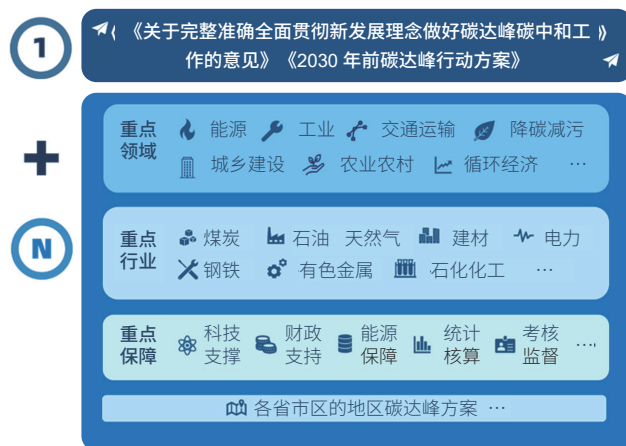 1
《关于完整准确全面贯彻新发展理念做好碳达峰碳中和工
作的意见》《2030 年前碳达峰行动方案》
+
N
重点
领域
能源 工业 交通运输 降碳减污
城乡建设 农业农村 循环经济 …
重点
行业
煤炭 石油 天然气 建材 电力
钢铁 有色金属 石化化工 …
重点
保障
科技
支撑
财政
支持
能源
保障
统计
核算
考核
监督
…
各省市区的地区碳达峰方案 …